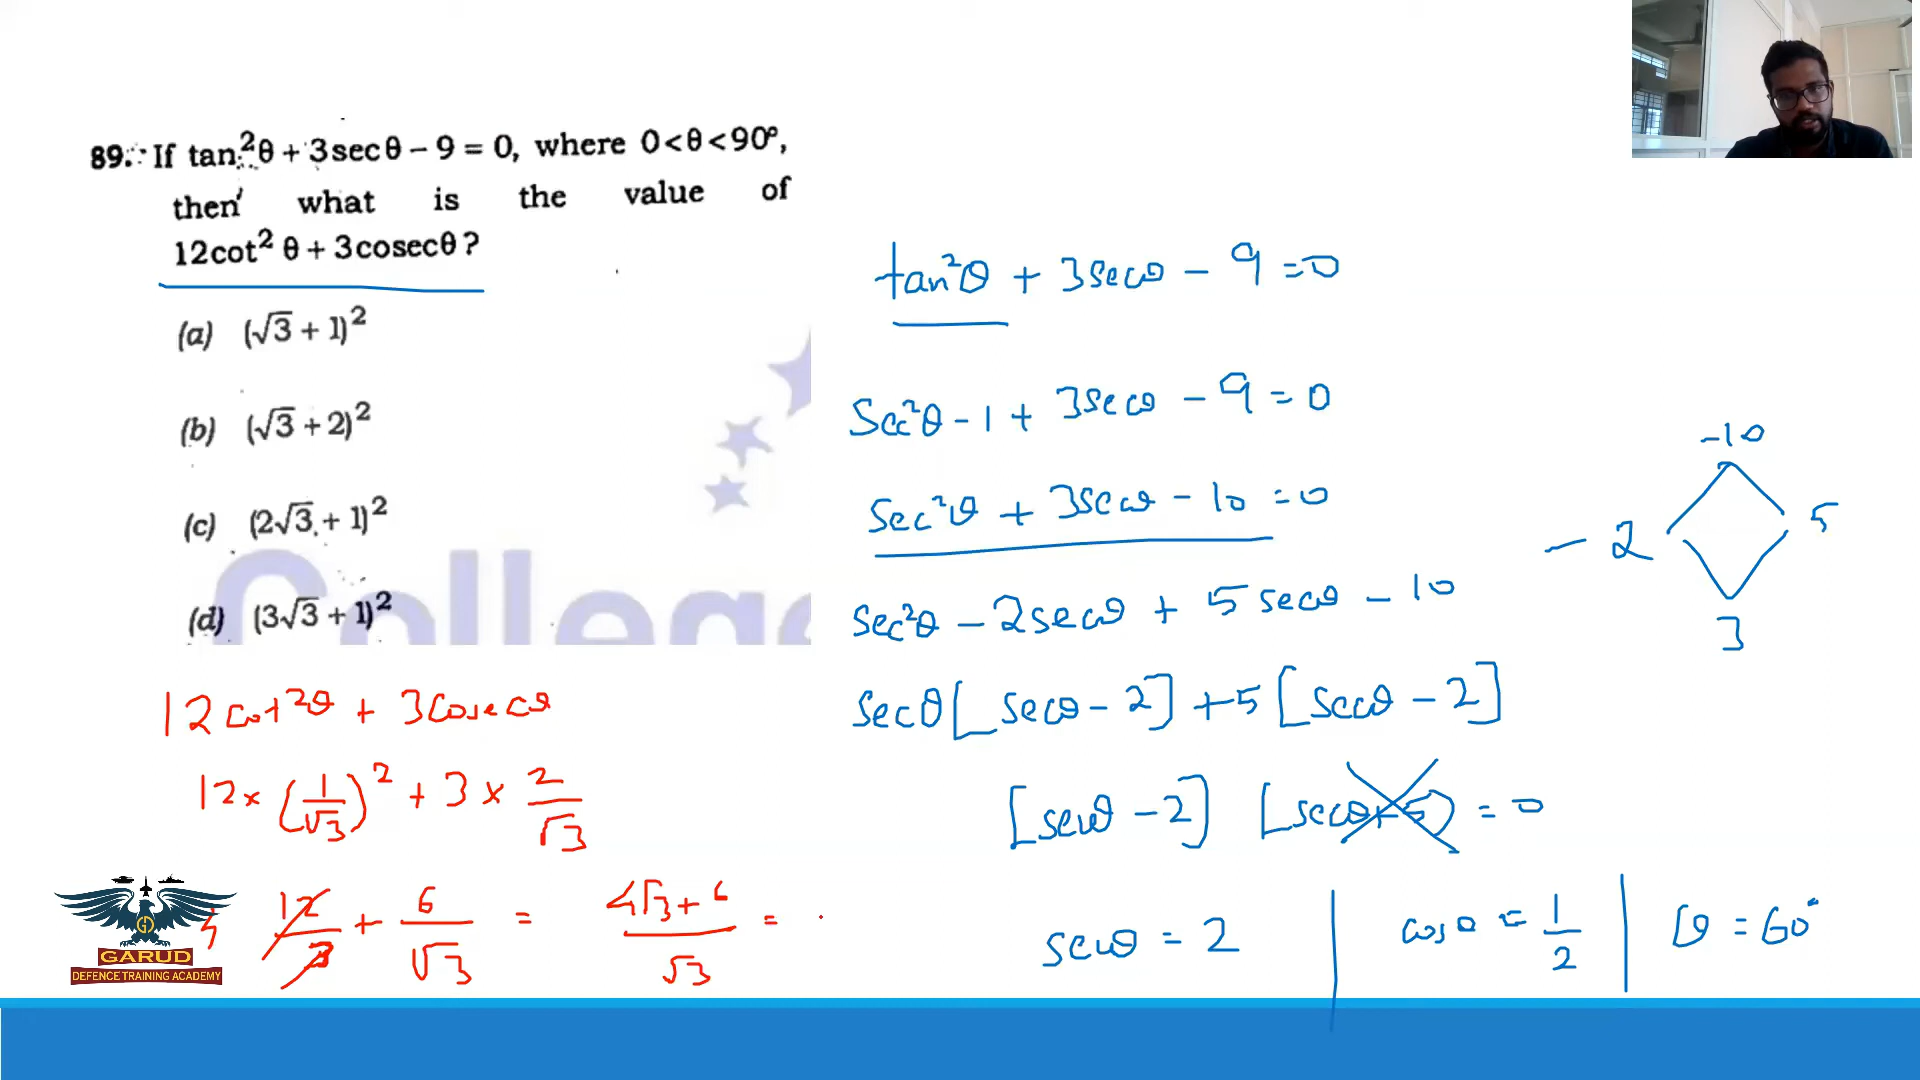 89. If tan²θ + 3secθ − 9 = 0, where 0<θ<90°,
then what is the value of
12cot² θ + 3cosecθ?
(a) (√3 + 1)²
(b) (√3 + 2)²
(c) (2√3 + 1)²
(d) (3√3 + 1)²
College
12cot²θ + 3cosecθ
12 × (1/√3)² + 3 × 2/√3
4 12/3 + 6/√3 = 4√3 + 6/√3 =
GARUD
DEFENCE TRAINING ACADEMY
tan²θ + 3secθ − 9 = 0
sec²θ − 1 + 3secθ − 9 = 0
sec²θ + 3secθ − 10 = 0
sec²θ − 2secθ + 5secθ − 10
secθ[secθ − 2] + 5[secθ − 2]
[secθ − 2] [secθ + 5] = 0
secθ = 2 | cosθ = 1/2 | θ = 60°
−10
− 2 5
3